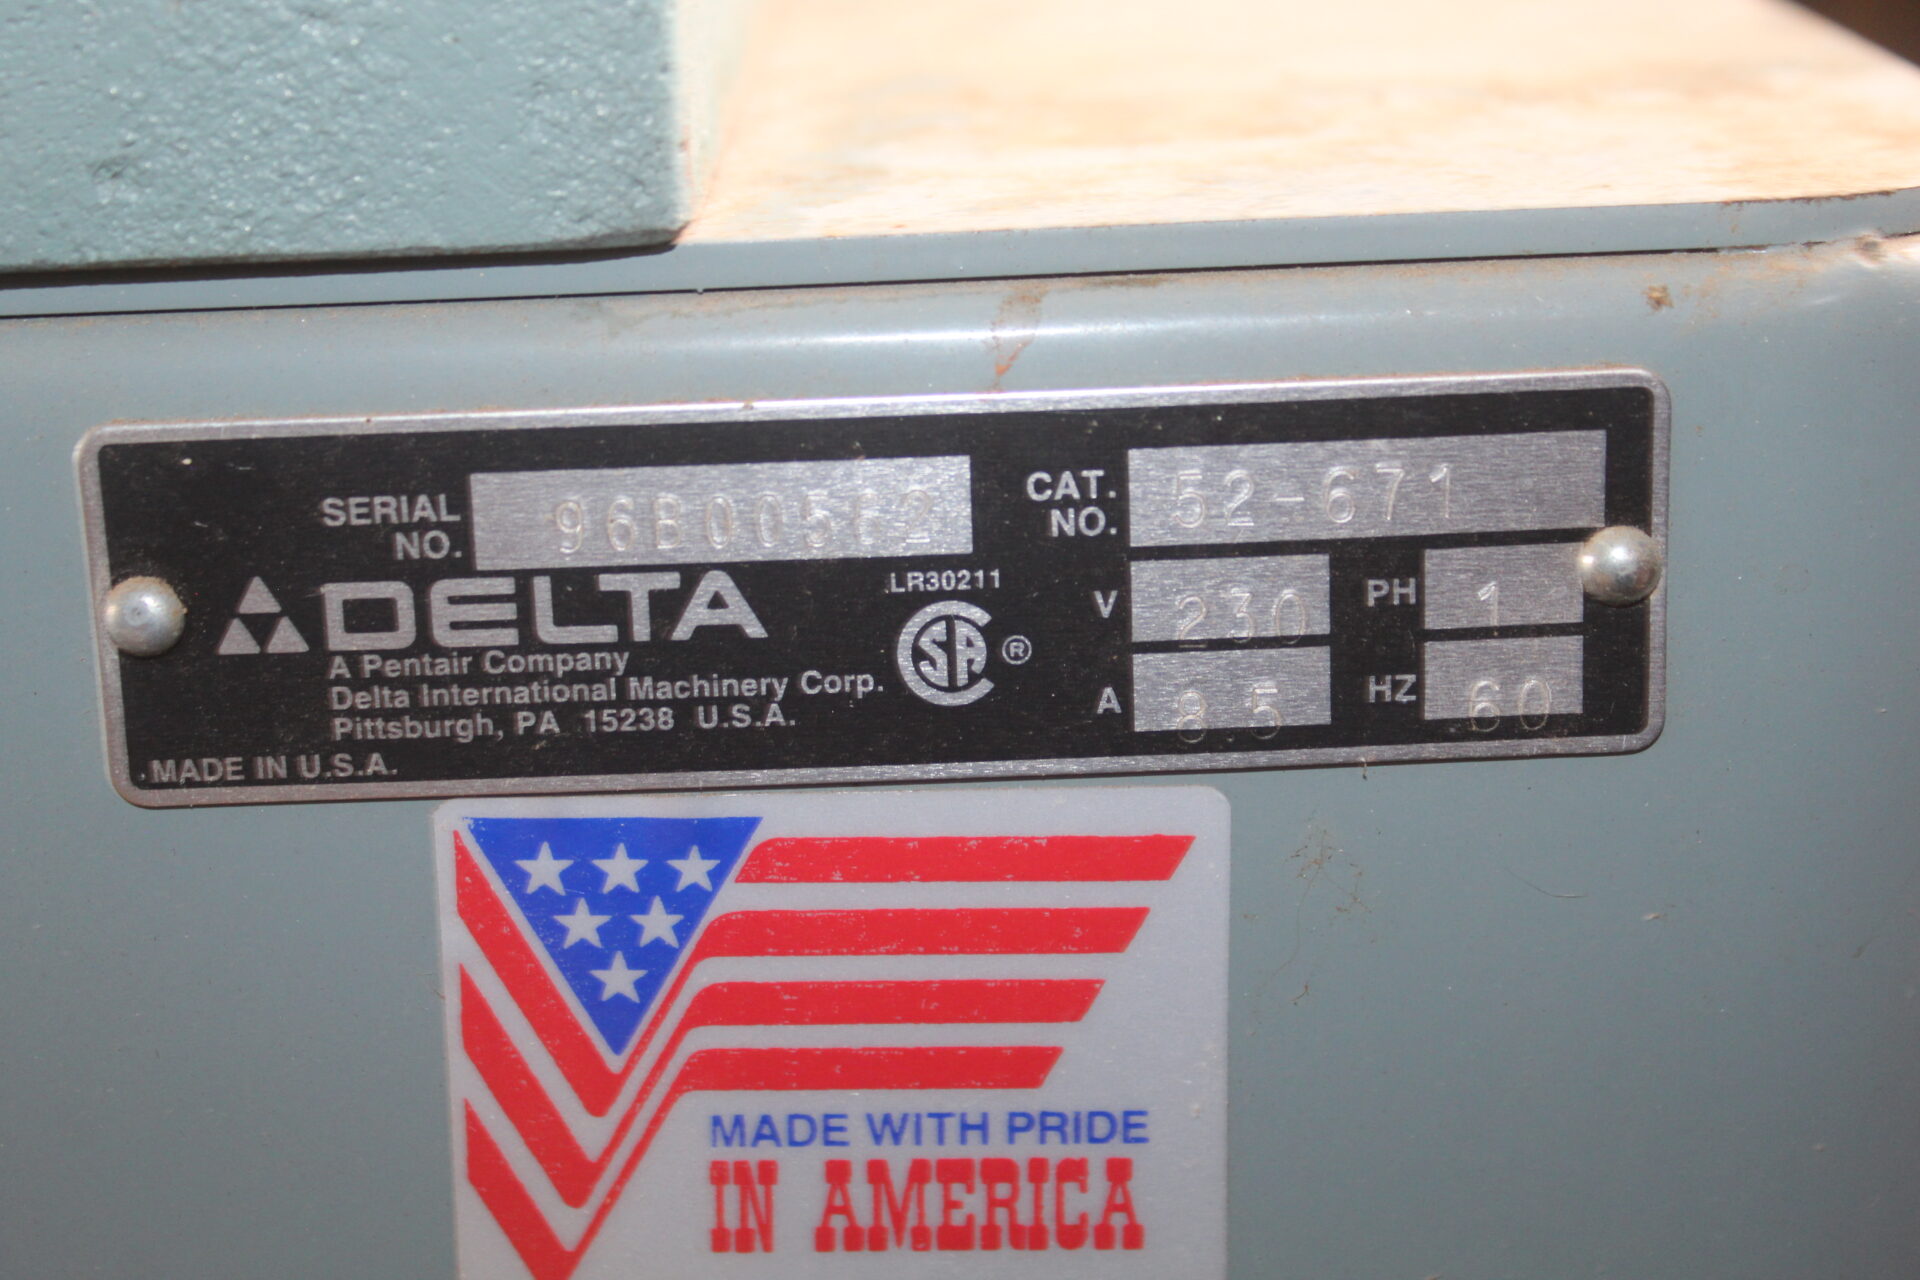 SERIAL NO.
CAT. NO. 52-671
DELTA
LR30211
A Pentair Company
Delta International Machinery Corp.
Pittsburgh, PA 15238 U.S.A.
MADE IN U.S.A.
CSA ®
V 230 PH 1
A 8 5 HZ 60
MADE WITH PRIDE
IN AMERICA